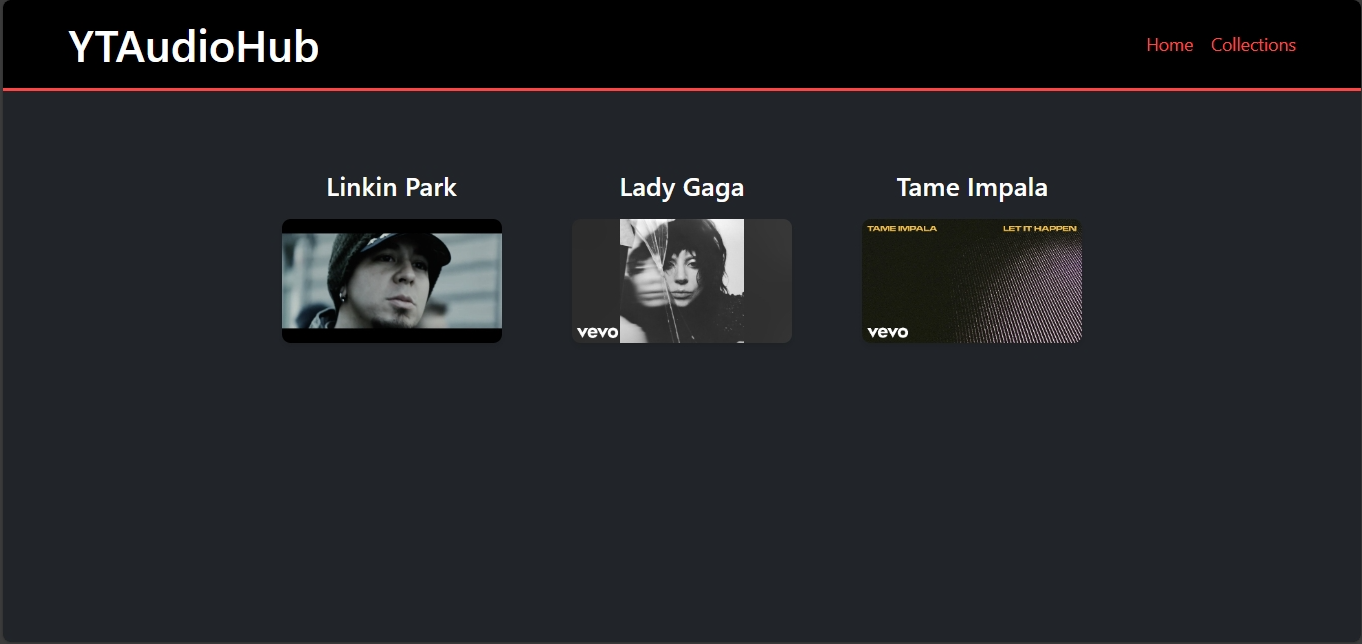 YTAudioHub
Home Collections
Linkin Park
Lady Gaga
Tame Impala
TAME IMPALA LET IT HAPPEN
vevo
vevo